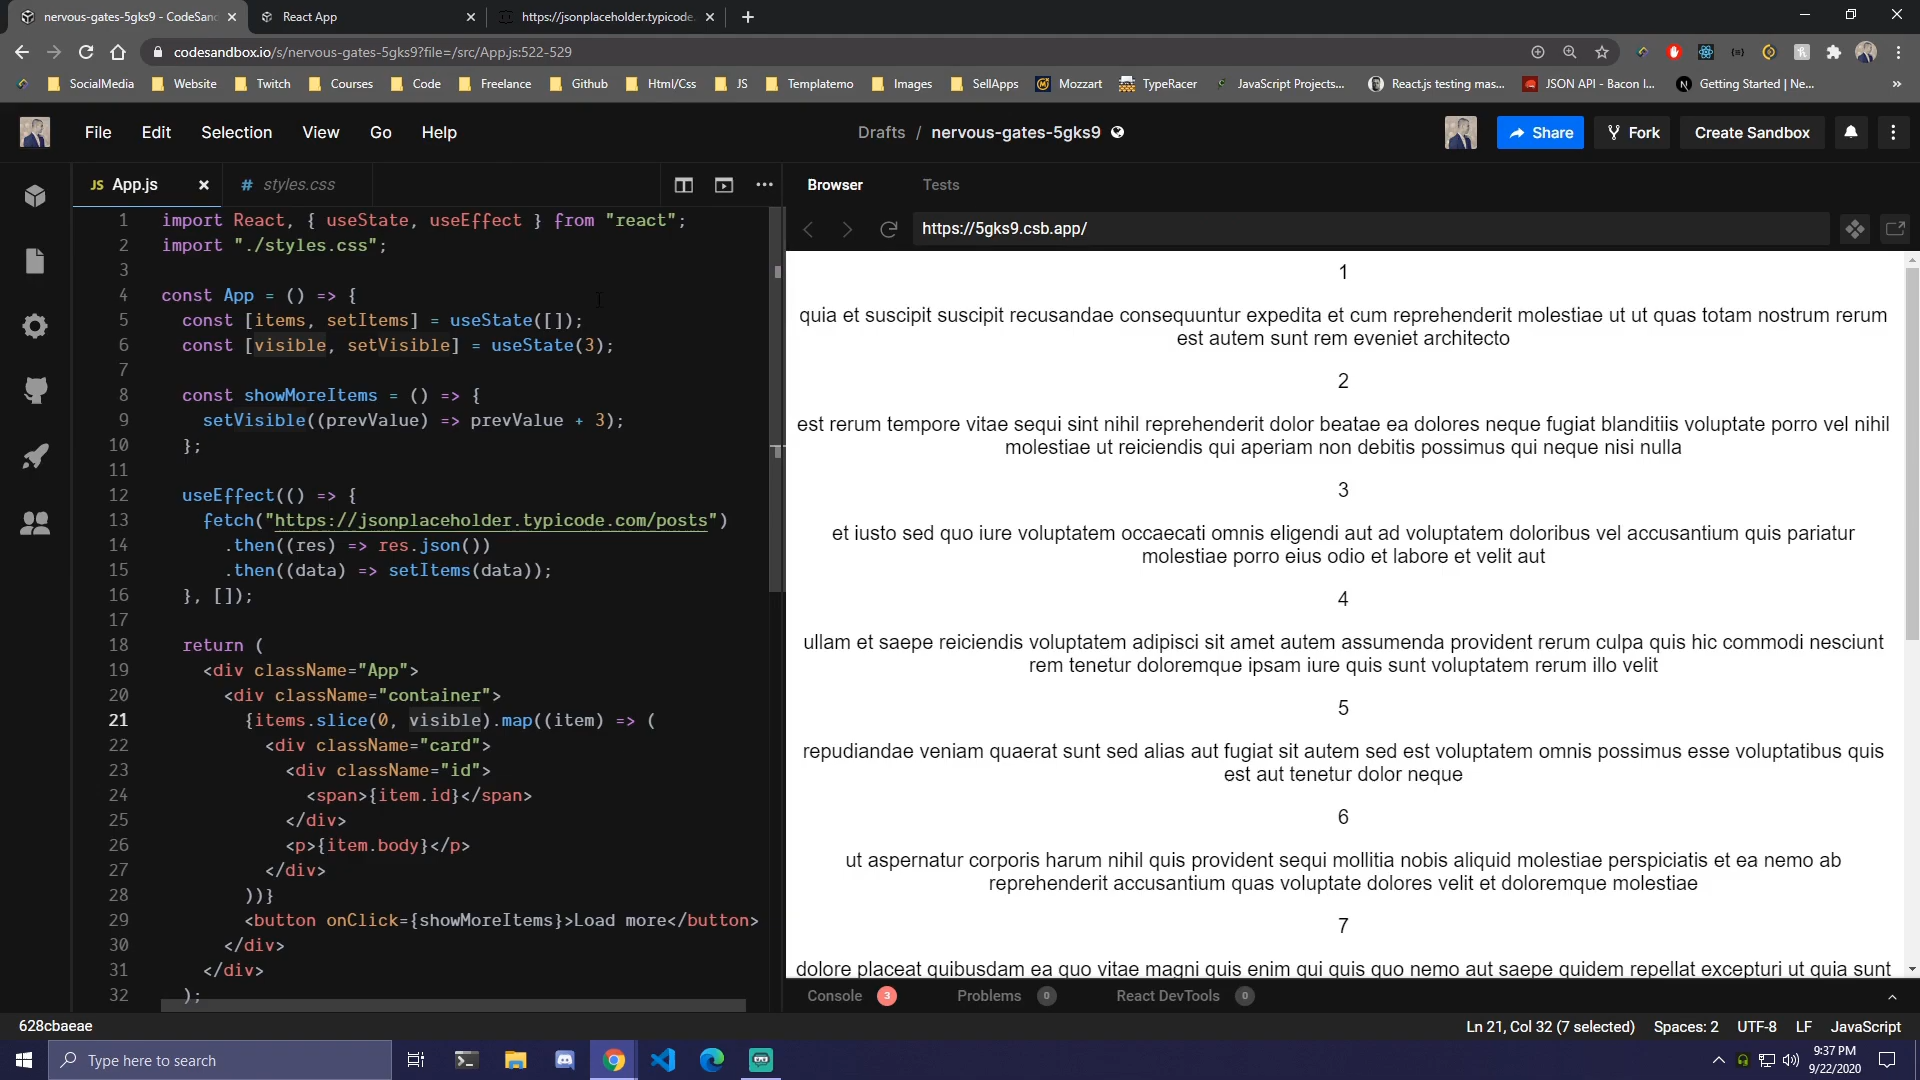 nervous-gates-5gks9 - CodeSand
React App
https://jsonplaceholder.typicode.
codesandbox.io/s/nervous-gates-5gks9?file=/src/App.js:522-529
SocialMedia
Website
Twitch
Courses
Code
Freelance
Github
Html/Css
JS
Templatemo
Images
SellApps
Mozzart
TypeRacer
JavaScript Projects...
React.js testing mas...
JSON API - Bacon I...
Getting Started | Ne...
»
File
Edit
Selection
View
Go
Help
Drafts / nervous-gates-5gks9
Share
Fork
Create Sandbox
JS App.js
# styles.css
Browser
Tests
https://5gks9.csb.app/
1 import React, { useState, useEffect } from "react";
2 import "./styles.css";
3
4 const App = () => {
5 const [items, setItems] = useState([]);
6 const [visible, setVisible] = useState(3);
7
8 const showMoreItems = () => {
9 setVisible((prevValue) => prevValue + 3);
10 };
11
12 useEffect(() => {
13 fetch("https://jsonplaceholder.typicode.com/posts")
14 .then((res) => res.json())
15 .then((data) => setItems(data));
16 }, []);
17
18 return (
19 <div className="App">
20 <div className="container">
21 {items.slice(0, visible).map((item) => (
22 <div className="card">
23 <div className="id">
24 <span>{item.id}</span>
25 </div>
26 <p>{item.body}</p>
27 </div>
28 ))}
29 <button onClick={showMoreItems}>Load more</button>
30 </div>
31 </div>
32 );
1
quia et suscipit suscipit recusandae consequuntur expedita et cum reprehenderit molestiae ut ut quas totam nostrum rerum
est autem sunt rem eveniet architecto
2
est rerum tempore vitae sequi sint nihil reprehenderit dolor beatae ea dolores neque fugiat blanditiis voluptate porro vel nihil
molestiae ut reiciendis qui aperiam non debitis possimus qui neque nisi nulla
3
et iusto sed quo iure voluptatem occaecati omnis eligendi aut ad voluptatem doloribus vel accusantium quis pariatur
molestiae porro eius odio et labore et velit aut
4
ullam et saepe reiciendis voluptatem adipisci sit amet autem assumenda provident rerum culpa quis hic commodi nesciunt
rem tenetur doloremque ipsam iure quis sunt voluptatem rerum illo velit
5
repudiandae veniam quaerat sunt sed alias aut fugiat sit autem sed est voluptatem omnis possimus esse voluptatibus quis
est aut tenetur dolor neque
6
ut aspernatur corporis harum nihil quis provident sequi mollitia nobis aliquid molestiae perspiciatis et ea nemo ab
reprehenderit accusantium quas voluptate dolores velit et doloremque molestiae
7
dolore placeat quibusdam ea quo vitae magni quis enim qui quis quo nemo aut saepe quidem repellat excepturi ut quia sunt
Console 3
Problems 0
React DevTools 0
628cbaeae
Ln 21, Col 32 (7 selected)
Spaces: 2
UTF-8
LF
JavaScript
Type here to search
9:37 PM
9/22/2020